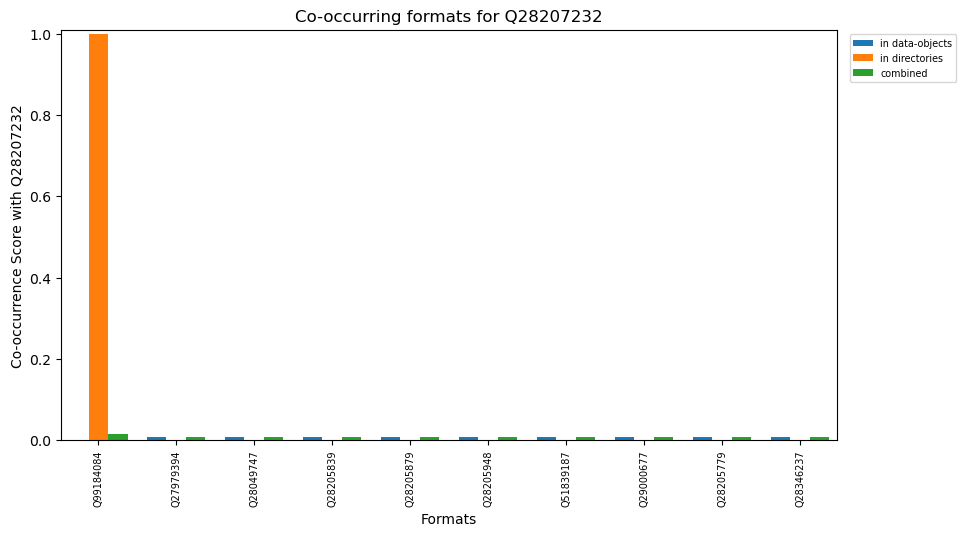 Co-occurring formats for Q28207232
in data-objects
in directories
combined
Co-occurrence Score with Q28207232
1.0
0.8
0.6
0.4
0.2
0.0
Q99184084
Q27979394
Q28049747
Q28205839
Q28205879
Q28205948
Q51839187
Q29000677
Q28205779
Q28346237
Formats